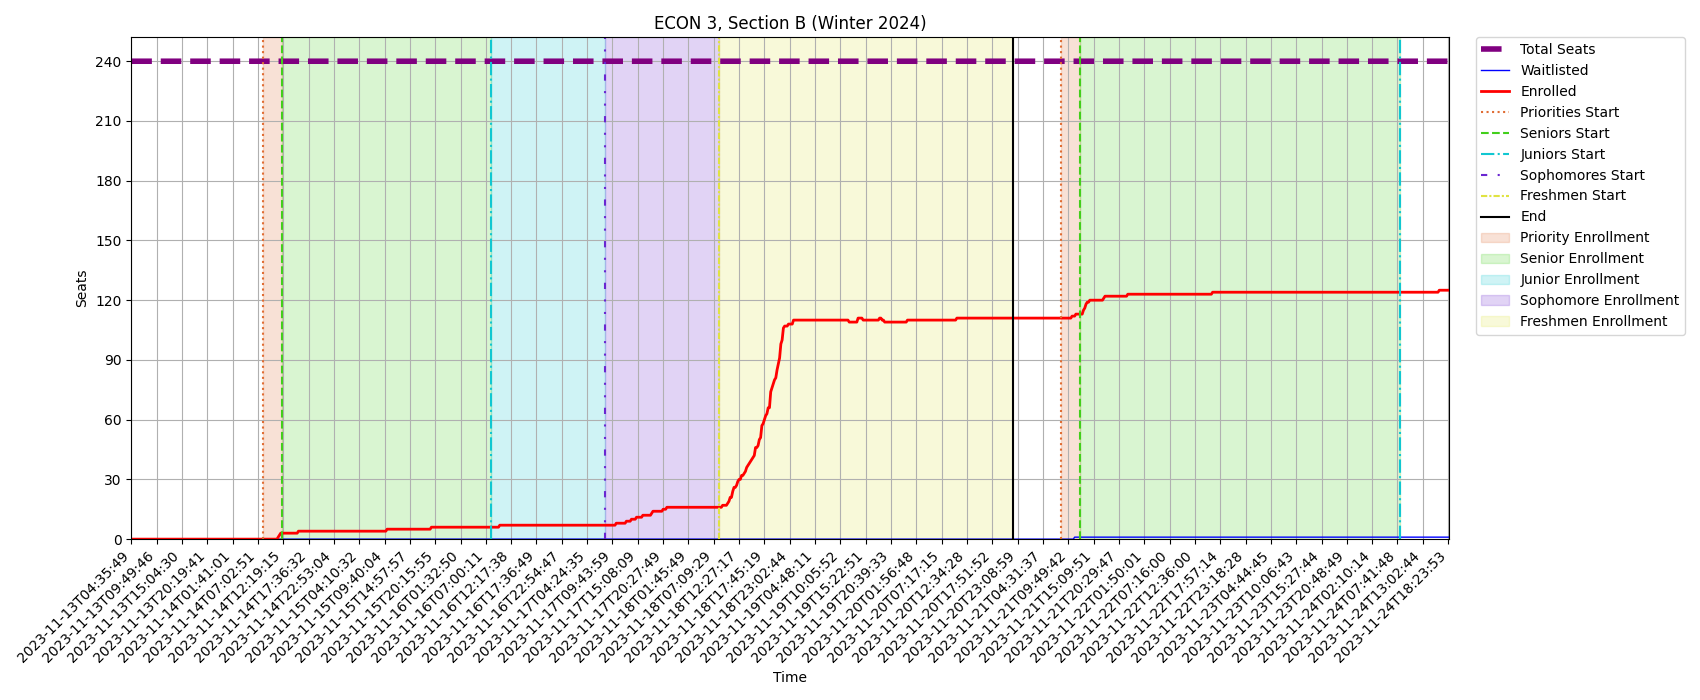 ECON 3, Section B (Winter 2024)
Seats
240
210
180
150
120
90
60
30
0
2023-11-13T04:35:49
2023-11-13T09:49:46
2023-11-13T15:04:30
2023-11-13T20:19:41
2023-11-14T01:41:01
2023-11-14T07:02:51
2023-11-14T12:19:15
2023-11-14T17:36:32
2023-11-14T22:53:04
2023-11-15T04:10:32
2023-11-15T09:40:04
2023-11-15T14:57:57
2023-11-15T20:15:55
2023-11-16T01:32:50
2023-11-16T07:00:11
2023-11-16T12:17:38
2023-11-16T17:36:49
2023-11-16T22:54:47
2023-11-17T04:24:35
2023-11-17T09:43:59
2023-11-17T15:08:09
2023-11-17T20:27:49
2023-11-18T01:45:49
2023-11-18T07:09:29
2023-11-18T12:27:17
2023-11-18T17:45:19
2023-11-18T23:02:44
2023-11-19T04:48:11
2023-11-19T10:05:52
2023-11-19T15:22:51
2023-11-19T20:39:33
2023-11-20T01:56:48
2023-11-20T07:17:15
2023-11-20T12:34:28
2023-11-20T17:51:52
2023-11-20T23:08:59
2023-11-21T04:31:37
2023-11-21T09:49:42
2023-11-21T15:09:51
2023-11-21T20:29:47
2023-11-22T01:50:01
2023-11-22T07:16:00
2023-11-22T12:36:00
2023-11-22T17:57:14
2023-11-22T23:18:28
2023-11-23T04:44:45
2023-11-23T10:06:43
2023-11-23T15:27:44
2023-11-23T20:48:49
2023-11-24T02:10:14
2023-11-24T07:41:48
2023-11-24T13:02:44
2023-11-24T18:23:53
Time
Total Seats
Waitlisted
Enrolled
Priorities Start
Seniors Start
Juniors Start
Sophomores Start
Freshmen Start
End
Priority Enrollment
Senior Enrollment
Junior Enrollment
Sophomore Enrollment
Freshmen Enrollment